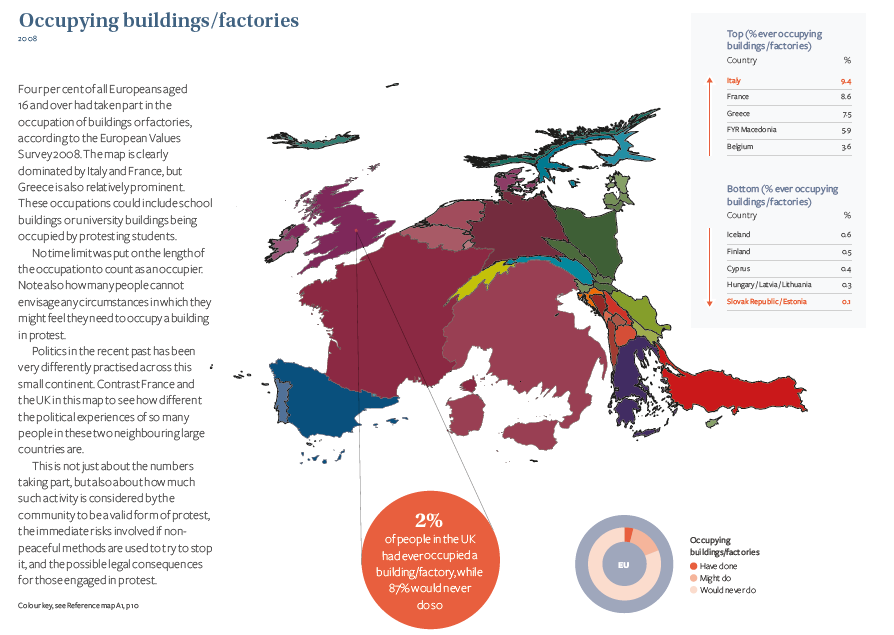 Occupying buildings/factories
2008
Four per cent of all Europeans aged
16 and over had taken part in the
occupation of buildings or factories,
according to the European Values
Survey 2008. The map is clearly
dominated by Italy and France, but
Greece is also relatively prominent.
These occupations could include school
buildings or university buildings being
occupied by protesting students.
No time limit was put on the length of
the occupation to count as an occupier.
Note also how many people cannot
envisage any circumstances in which they
might feel they need to occupy a building
in protest.
Politics in the recent past has been
very differently practised across this
small continent. Contrast France and
the UK in this map to see how different
the political experiences of so many
people in these two neighbouring large
countries are.
This is not just about the numbers
taking part, but also about how much
such activity is considered by the
community to be a valid form of protest,
the immediate risks involved if non-
peaceful methods are used to try to stop
it, and the possible legal consequences
for those engaged in protest.
Colour key, see Reference map A1, p10
Top (% ever occupying
buildings/factories)
Country %
Italy 9.4
France 8.6
Greece 7.5
FYR Macedonia 5.9
Belgium 3.6
Bottom (% ever occupying
buildings/factories)
Country %
Iceland 0.6
Finland 0.5
Cyprus 0.4
Hungary/Latvia/Lithuania 0.3
Slovak Republic/Estonia 0.1
2%
of people in the UK
had ever occupied a
building/factory, while
87% would never
do so
EU
Occupying
buildings/factories
Have done
Might do
Would never do